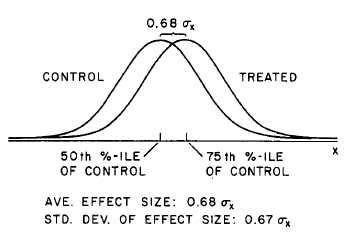 0.68 σx
CONTROL
TREATED
x
50th %-ILE
OF CONTROL
75th %-ILE
OF CONTROL
AVE. EFFECT SIZE: 0.68 σx
STD. DEV. OF EFFECT SIZE: 0.67 σx